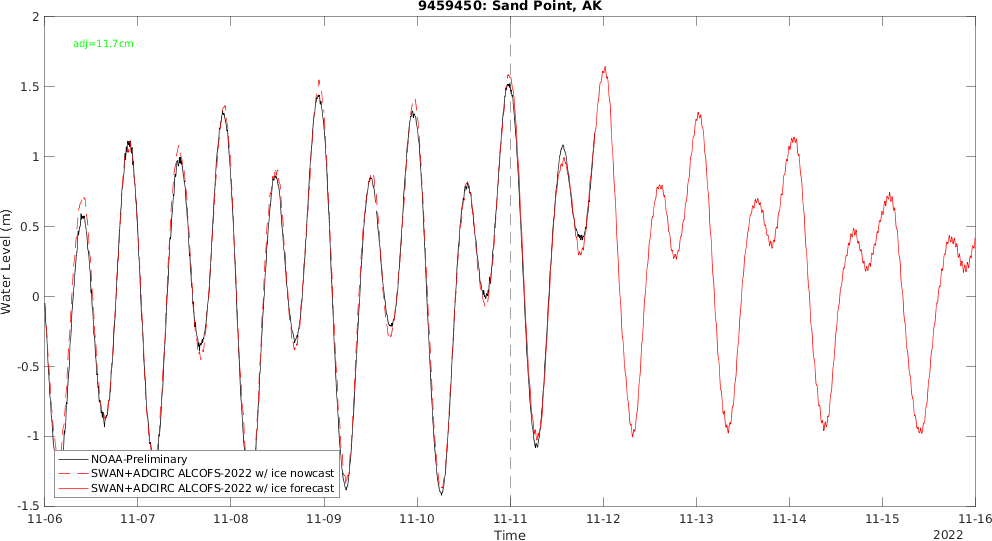 9459450: Sand Point, AK
adj=11.7cm
2
1.5
1
0.5
0
-0.5
-1
-1.5
Water Level (m)
NOAA-Preliminary
SWAN+ADCIRC ALCOFS-2022 w/ ice nowcast
SWAN+ADCIRC ALCOFS-2022 w/ ice forecast
11-06 11-07 11-08 11-09 11-10 11-11 11-12 11-13 11-14 11-15 11-16
Time
2022